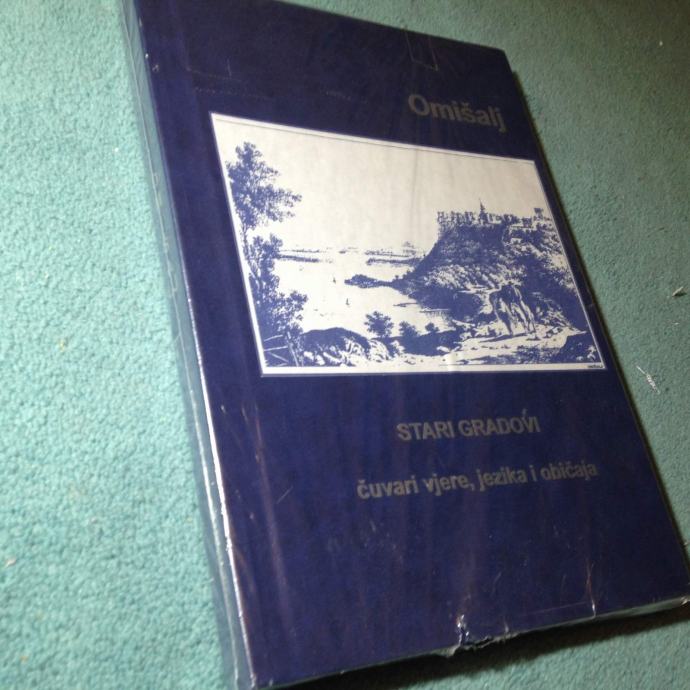 Omišalj
STARI GRADOVI
čuvari vjere, jezika i običaja